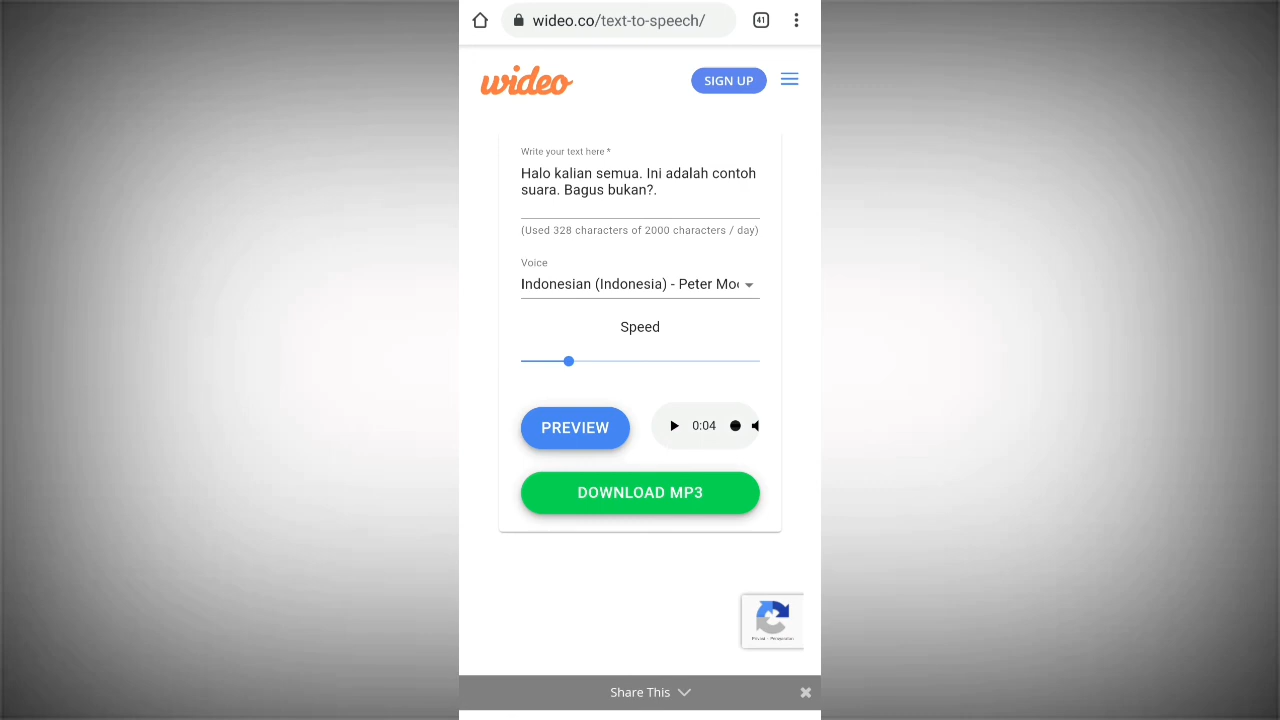 wideo.co/text-to-speech/
41
wideo
SIGN UP
Write your text here *
Halo kalian semua. Ini adalah contoh
suara. Bagus bukan?.
(Used 328 characters of 2000 characters / day)
Voice
Indonesian (Indonesia) - Peter Mo
Speed
PREVIEW
0:04
DOWNLOAD MP3
Share This